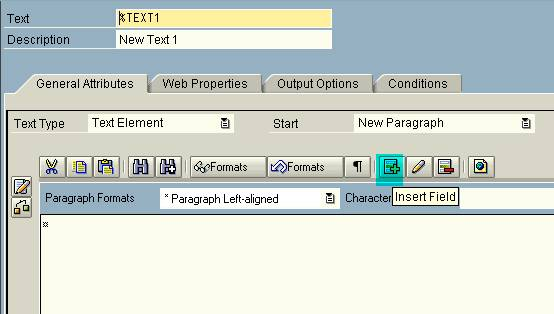 Text %TEXT1
Description New Text 1
General Attributes Web Properties Output Options Conditions
Text Type Text Element Start New Paragraph
Formats Formats ¶
Paragraph Formats * Paragraph Left-aligned Character
Insert Field
¤